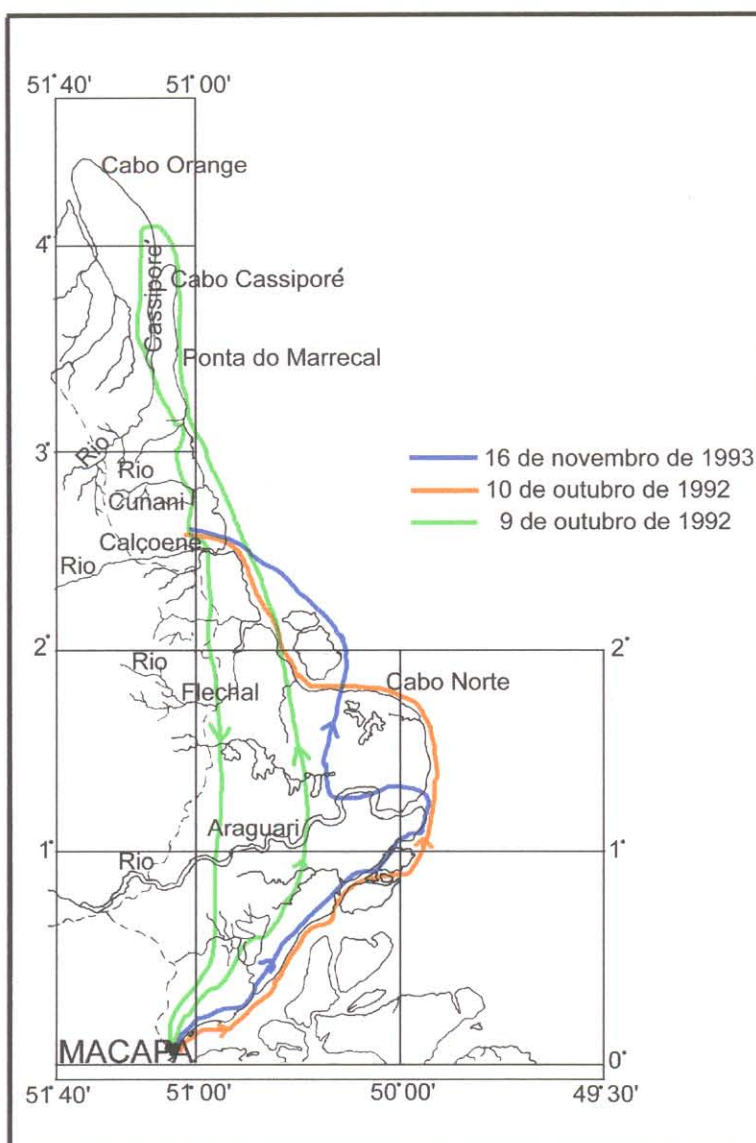 51°40'
51°00'
Cabo Orange
4°
Cassiporé
Cabo Cassiporé
Ponta do Marrecal
16 de novembro de 1993
3°
Rio
Rio
10 de outubro de 1992
Cunani
9 de outubro de 1992
Calçoene
Rio
2°
2°
Rio
Cabo Norte
Flechal
Araguari
1°
Rio
1°
MACAPA
0°
51°40'
51°00'
50°00'
49°30'